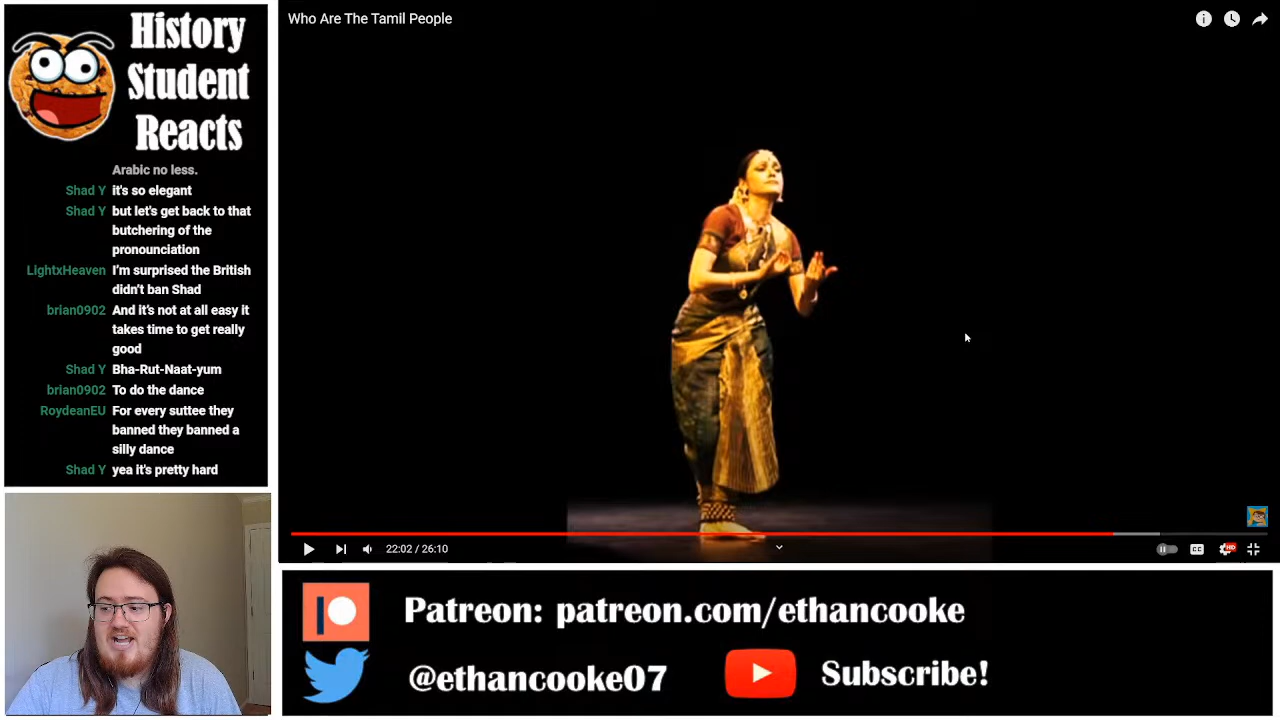 History
Student
Reacts
Arabic no less.
Shad Y it's so elegant
Shad Y but let's get back to that
butchering of the
pronounciation
LightxHeaven I'm surprised the British
didn't ban Shad
brian0902 And it's not at all easy it
takes time to get really
good
Shad Y Bha-Rut-Naat-yum
brian0902 To do the dance
RoydeanEU For every suttee they
banned they banned a
silly dance
Shad Y yea it's pretty hard
Who Are The Tamil People
22:02 / 26:10
CC
HD
Patreon: patreon.com/ethancooke
@ethancooke07
Subscribe!